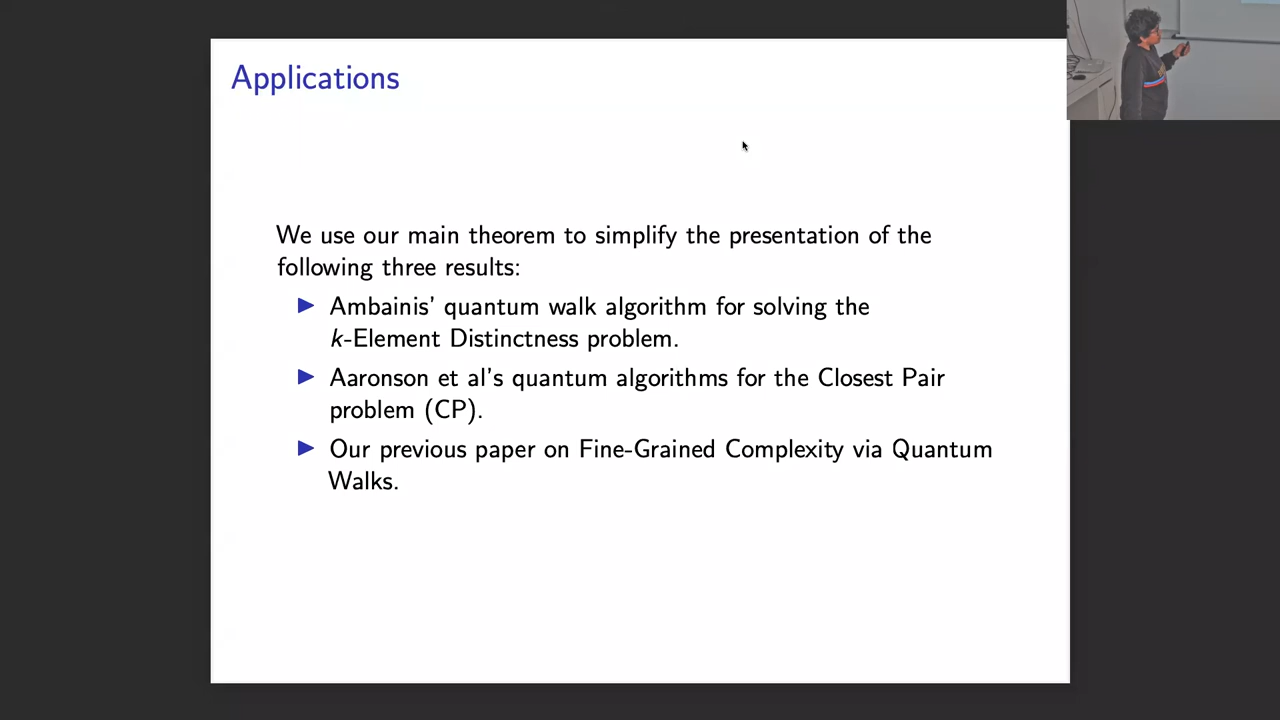 Applications
We use our main theorem to simplify the presentation of the
following three results:
▶ Ambainis' quantum walk algorithm for solving the
k-Element Distinctness problem.
▶ Aaronson et al's quantum algorithms for the Closest Pair
problem (CP).
▶ Our previous paper on Fine-Grained Complexity via Quantum
Walks.